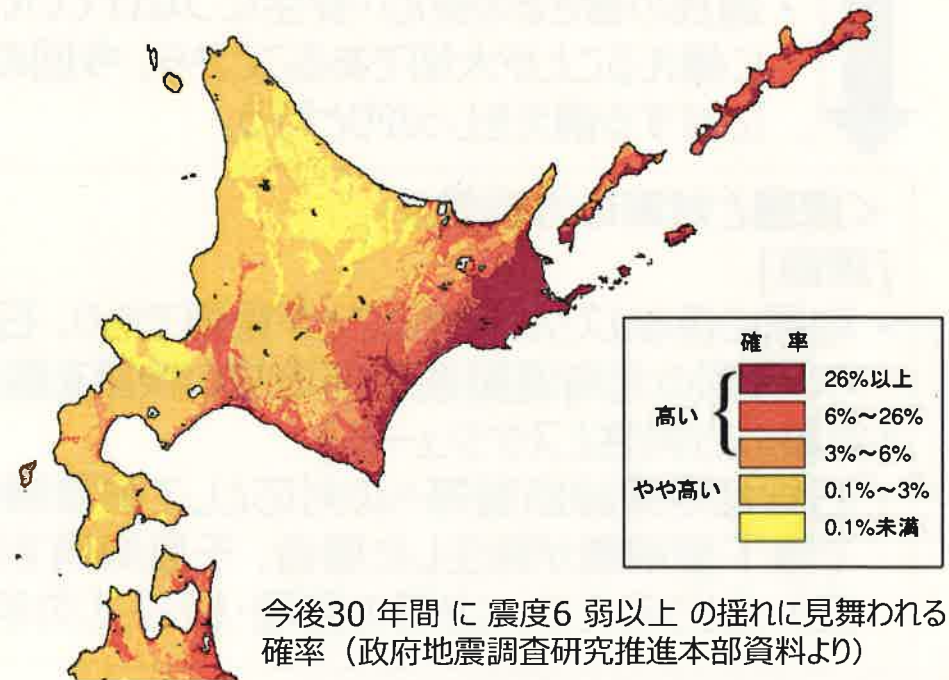 確 率
高い
26%以上
6%～26%
3%～6%
やや高い
0.1%～3%
0.1%未満
今後30 年間 に 震度6 弱以上 の揺れに見舞われる
確率（政府地震調査研究推進本部資料より）